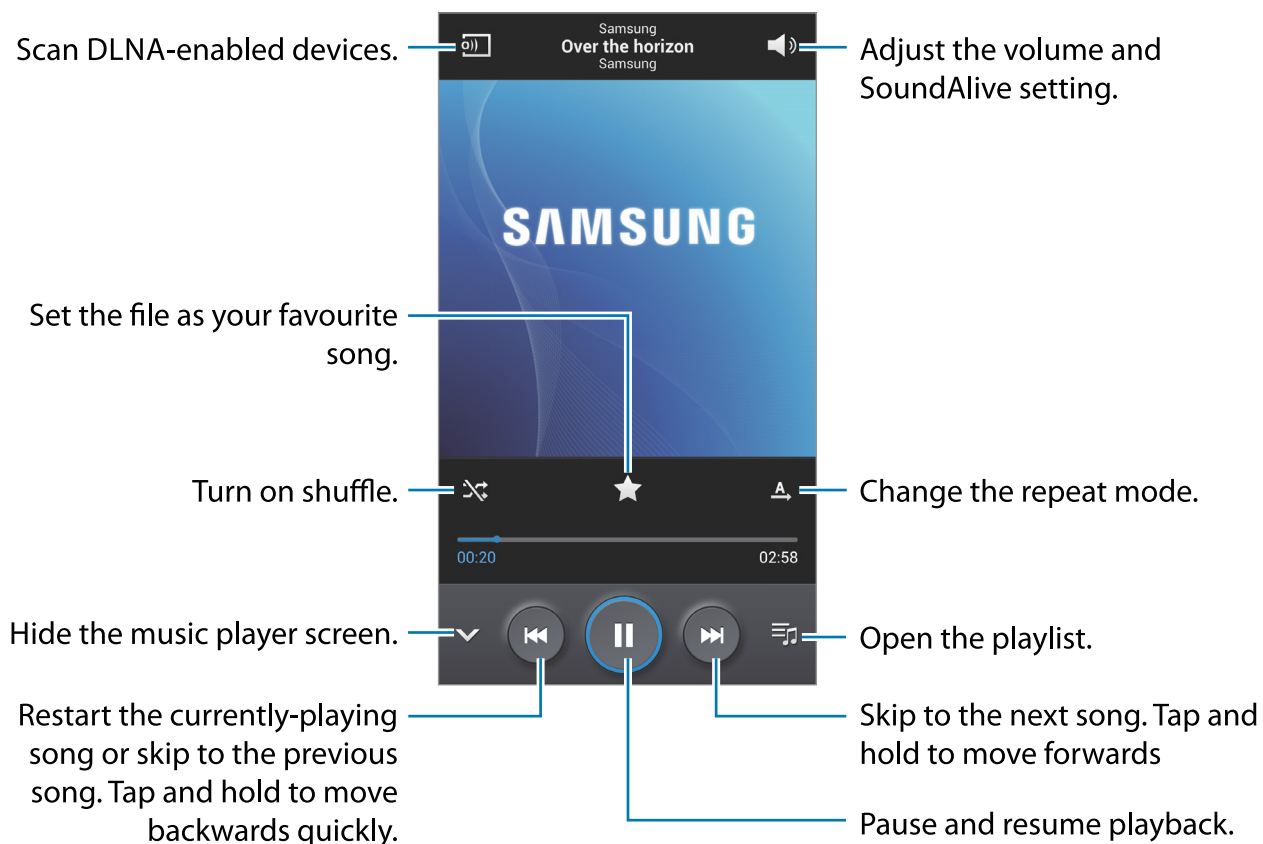 Samsung
Over the horizon
Samsung
Scan DLNA-enabled devices.
Adjust the volume and
SoundAlive setting.
SAMSUNG
Set the file as your favourite
song.
Turn on shuffle.
A
Change the repeat mode.
00:20
02:58
Hide the music player screen.
Open the playlist.
Restart the currently-playing
song or skip to the previous
song. Tap and hold to move
backwards quickly.
Skip to the next song. Tap and
hold to move forwards
Pause and resume playback.